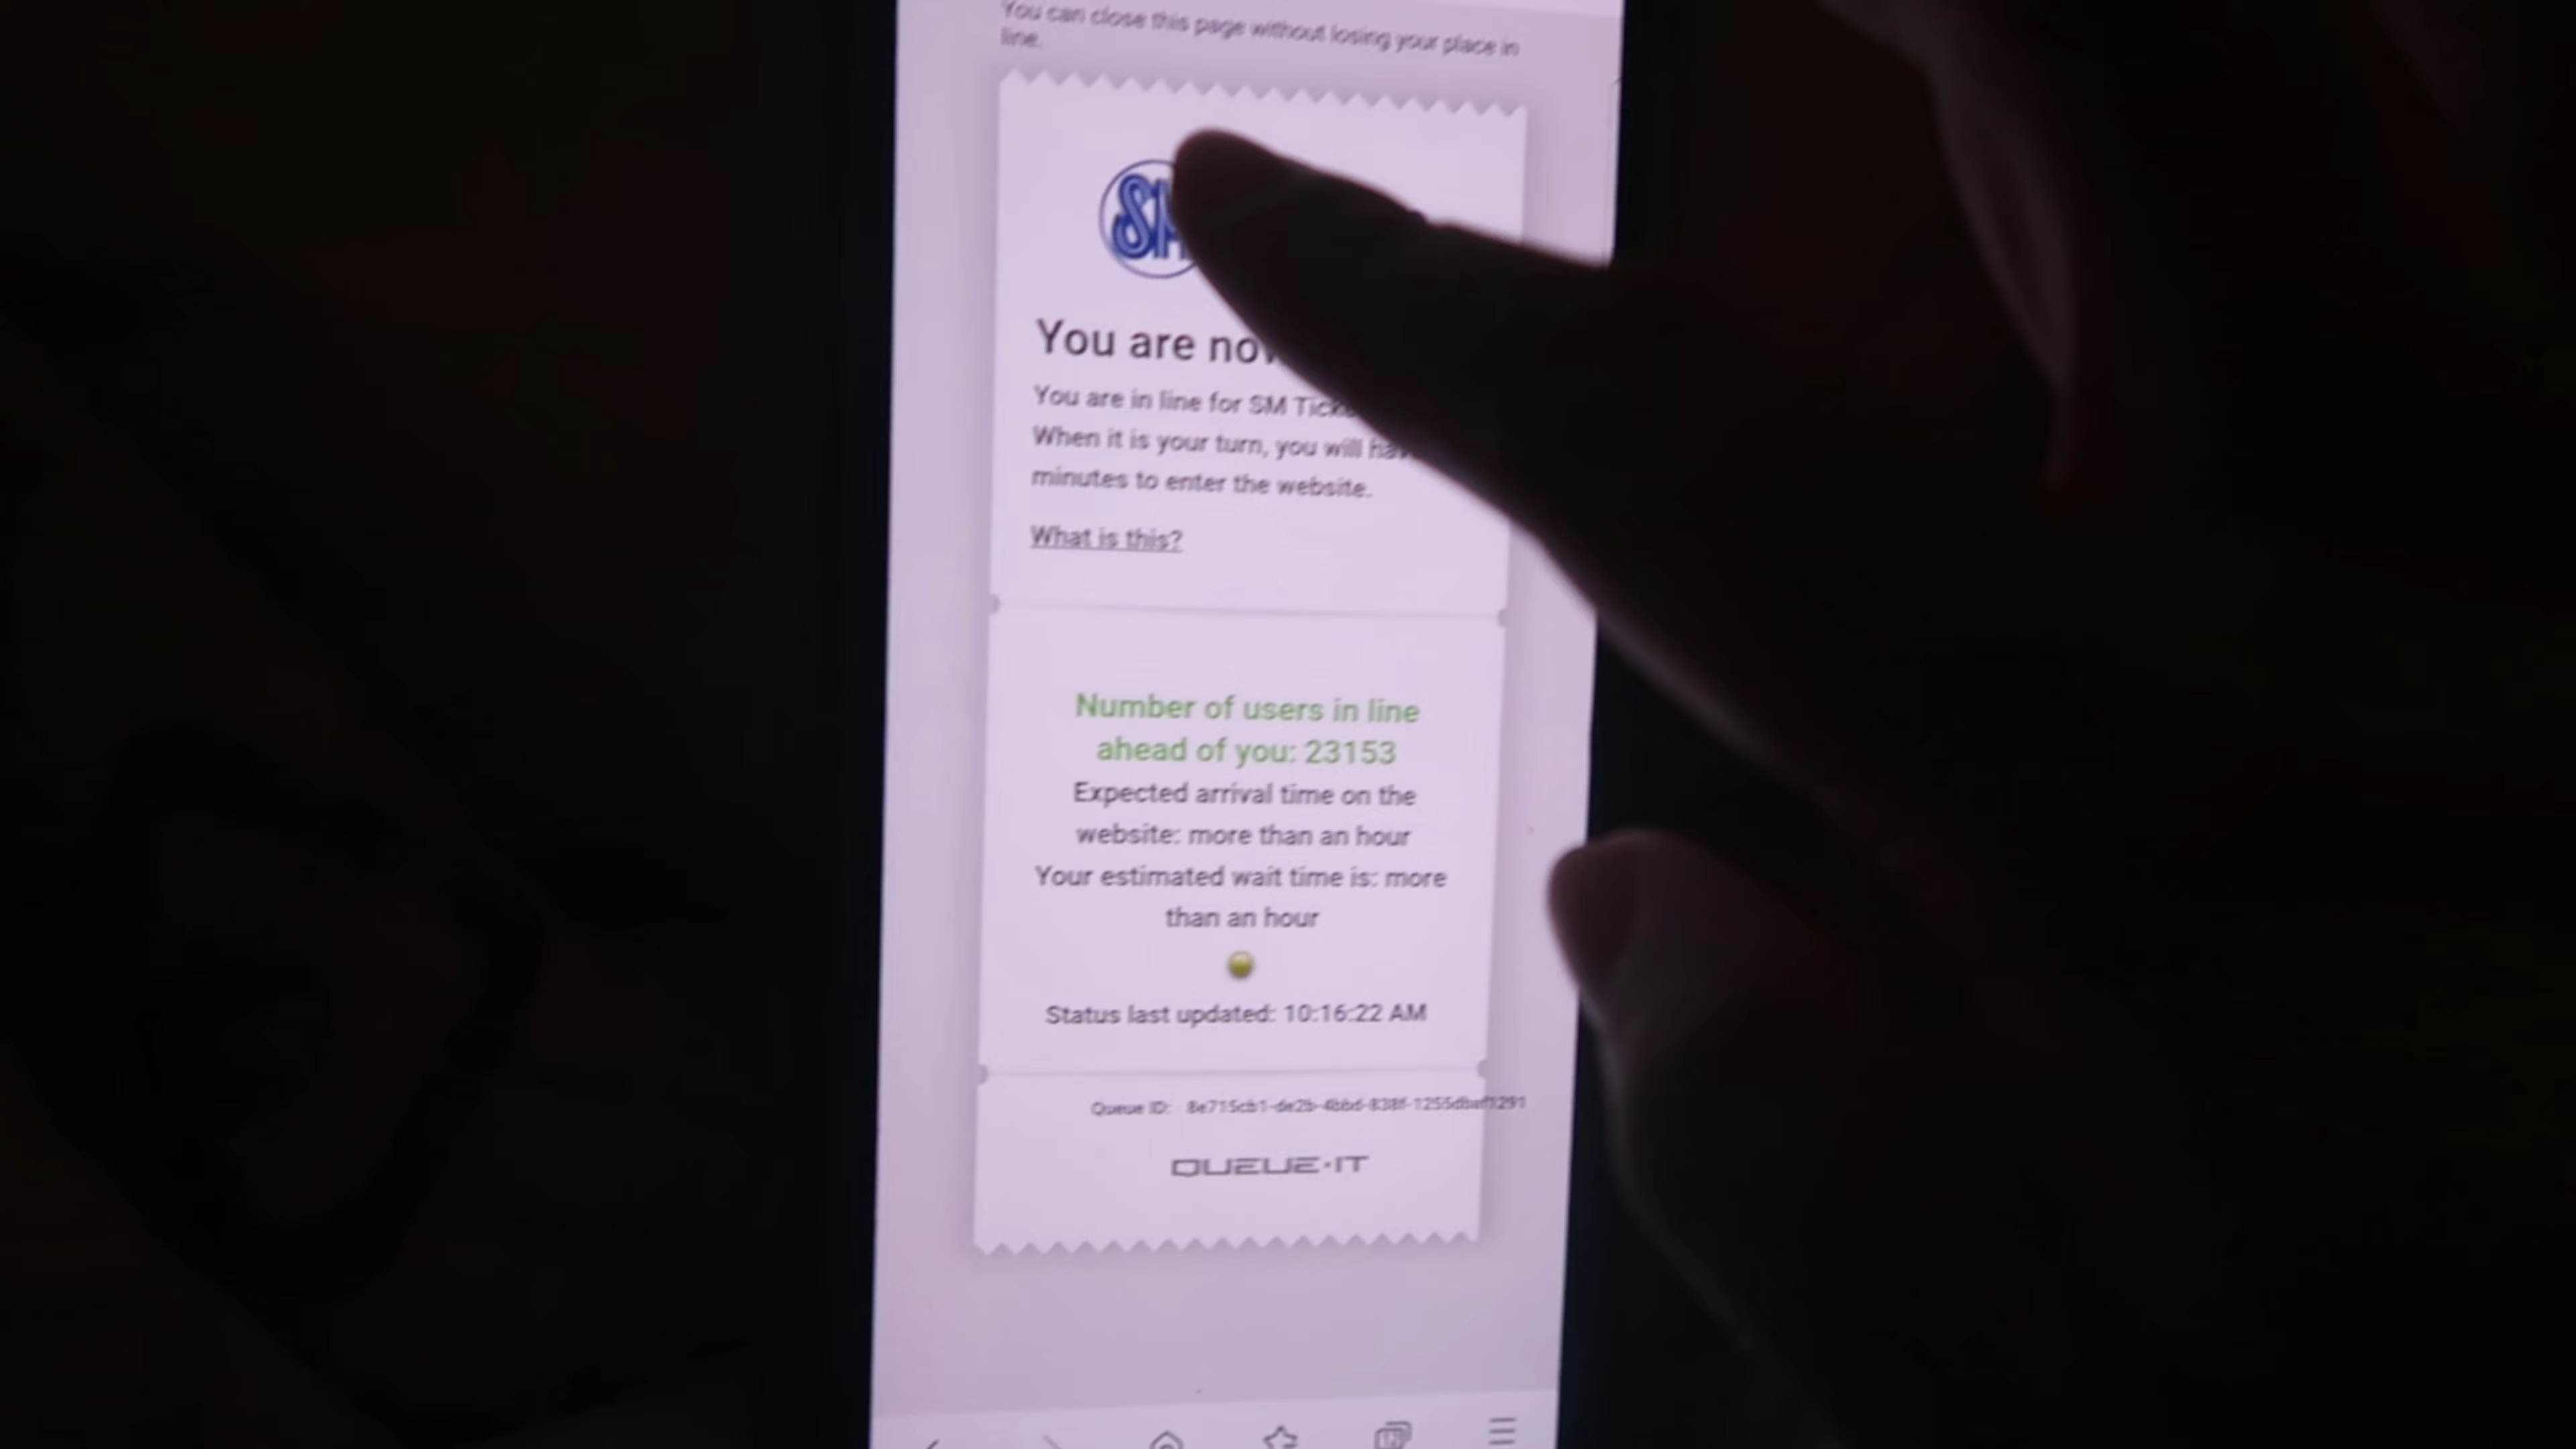 You can close this page without losing your place in
line.
You are
You are in line for SM
When it is your turn, you will
minutes to enter the website.
What is this?
Number of users in line
ahead of you: 23153
Expected arrival time on the
website: more than an hour
Your estimated wait time is: more
than an hour
Status last updated: 10:16:22 AM
Queue ID:
QUEUE-IT